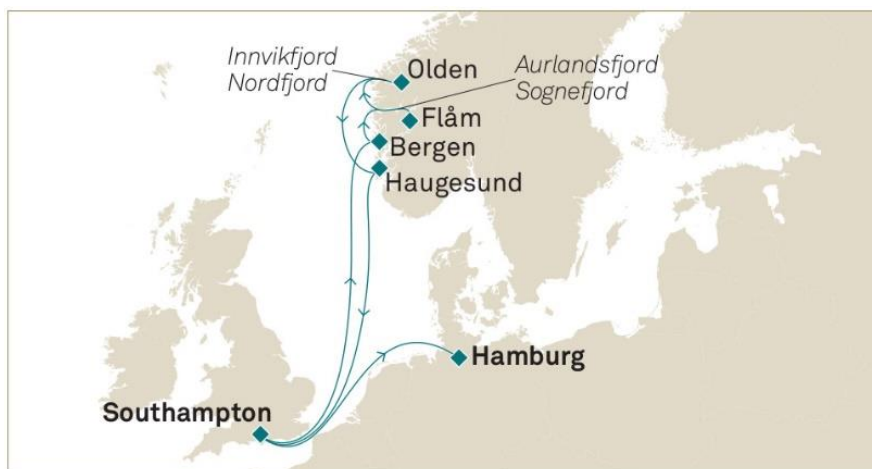 Innvikfjord
Nordfjord
Olden
Aurlandsfjord
Sognefjord
Flåm
Bergen
Haugesund
Hamburg
Southampton